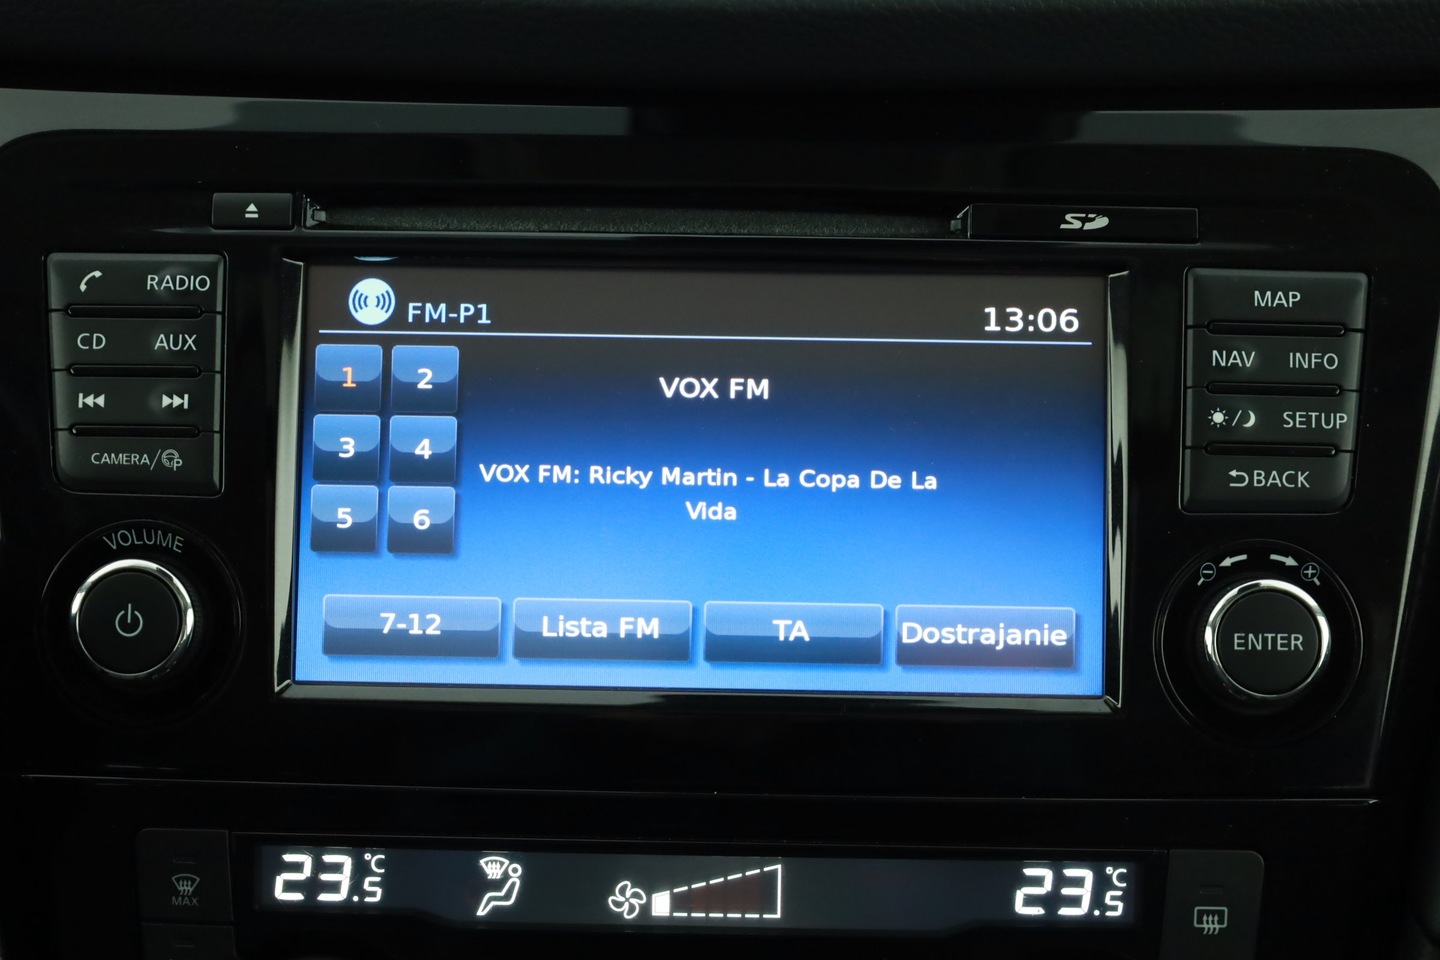 SD
RADIO
CD AUX
CAMERA/
VOLUME
FM-P1
13:06
1 2
3 4
5 6
VOX FM
VOX FM: Ricky Martin - La Copa De La
Vida
7-12 Lista FM TA Dostrajanie
MAP
NAV INFO
SETUP
BACK
ENTER
23.5 °C
23.5 °C
MAX